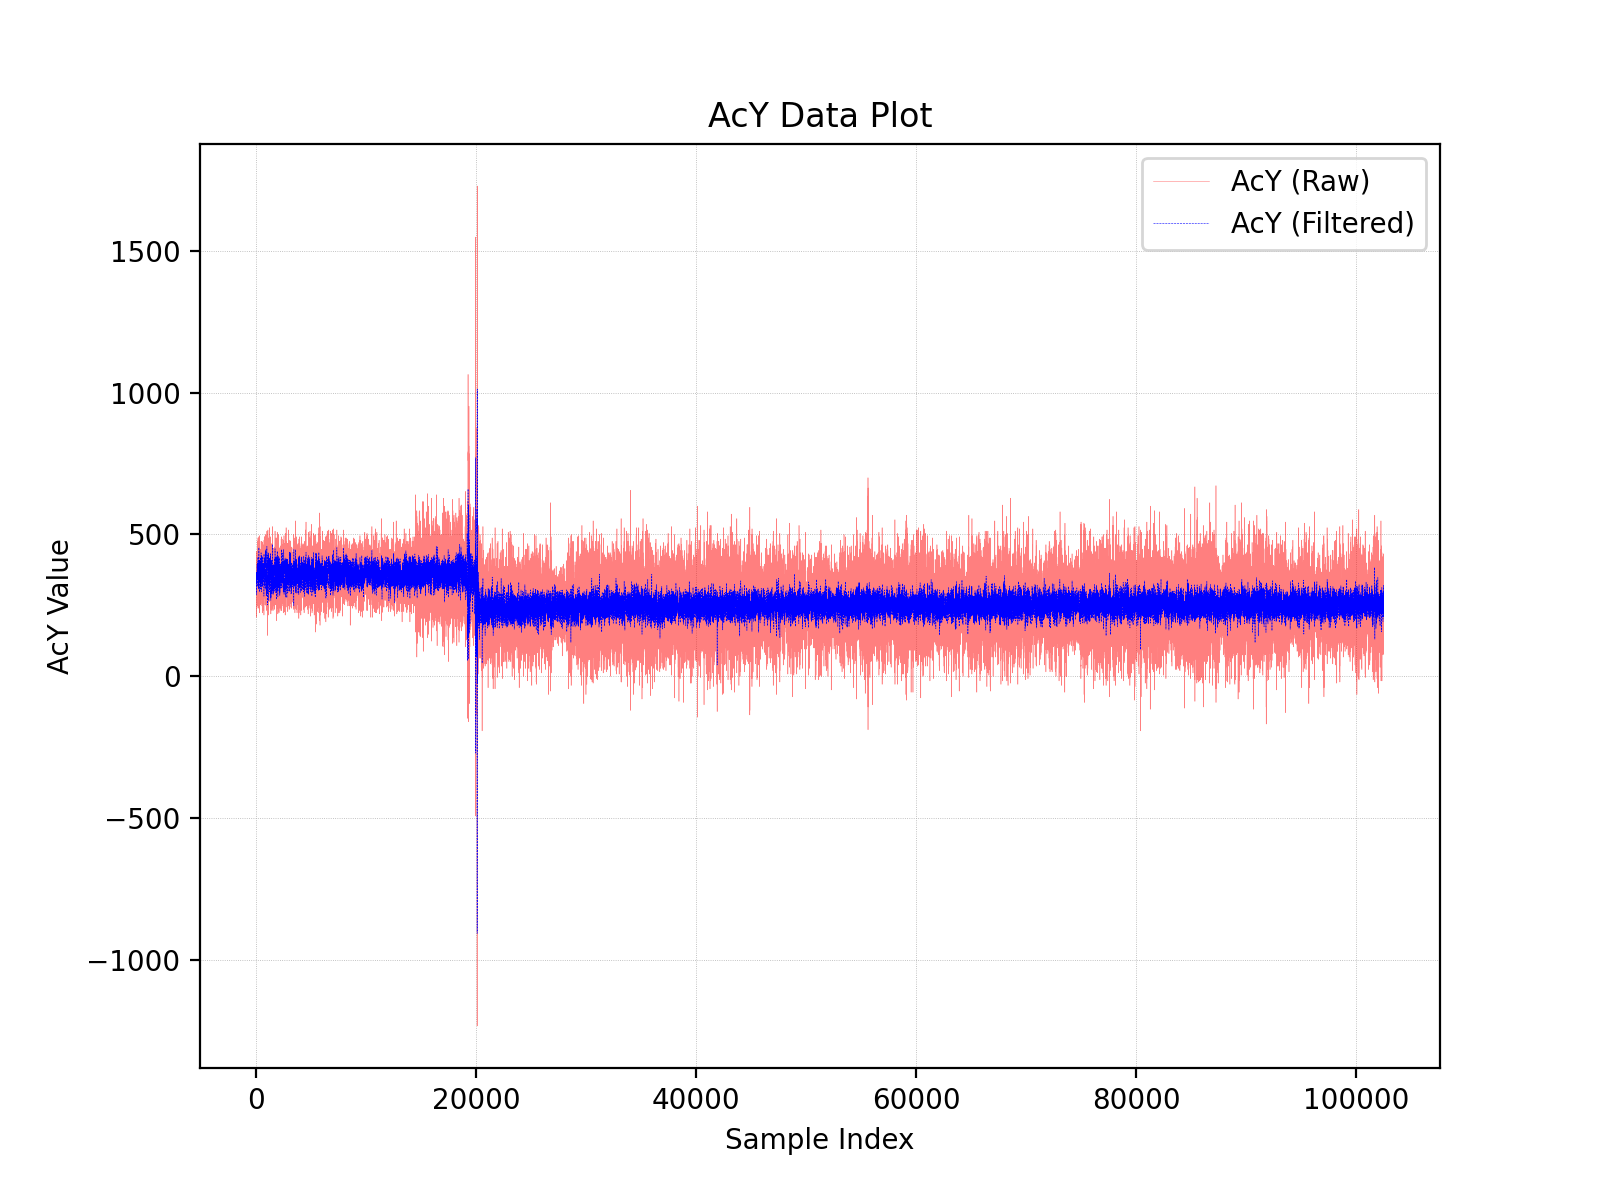 AcY Data Plot
AcY (Raw)
AcY (Filtered)
1500
1000
500
0
−500
−1000
AcY Value
0 20000 40000 60000 80000 100000
Sample Index